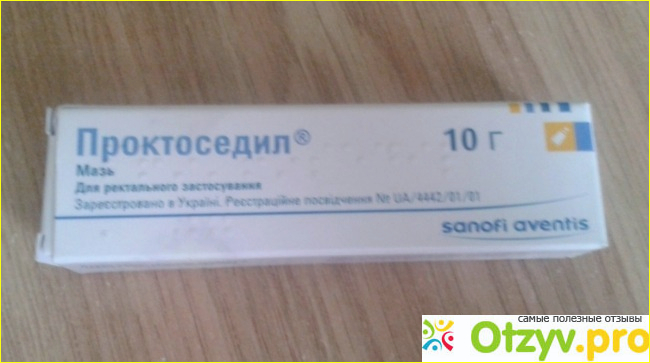 Проктоседил® 10 г
Мазь
Для ректального застосування
Зареєстровано в Україні. Реєстраційне посвідчення № UA/4442/01/01
sanofi aventis
самые полезные отзывы
Otzyv.pro